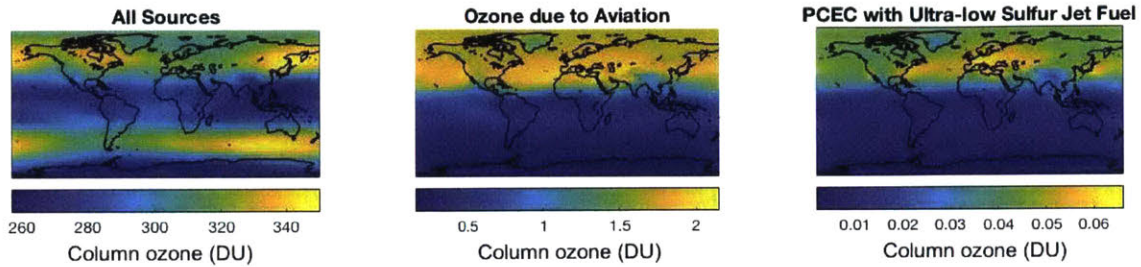 All Sources
Ozone due to Aviation
PCEC with Ultra-low Sulfur Jet Fuel
260 280 300 320 340
0.5 1 1.5 2
0.01 0.02 0.03 0.04 0.05 0.06
Column ozone (DU)
Column ozone (DU)
Column ozone (DU)